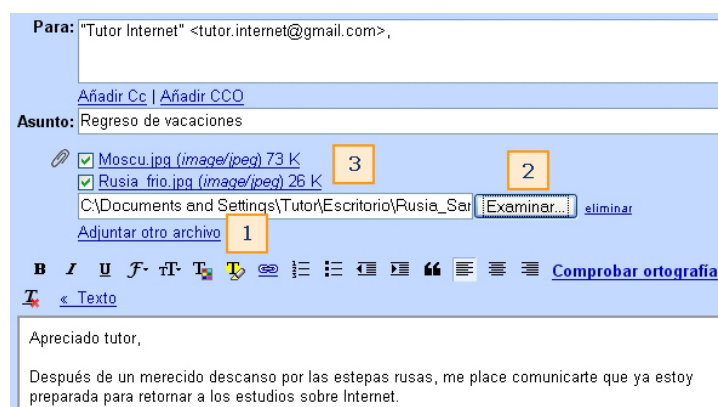 Para: "Tutor Internet" <tutor.internet@gmail.com>,
Añadir Cc | Añadir CCO
Asunto: Regreso de vacaciones
Moscu.jpg (image/jpeg) 73 K 3
Rusia frio.jpg (image/jpeg) 26 K 2
C:\Documents and Settings\Tutor\Escritorio\Rusia_Sar Examinar... eliminar
Adjuntar otro archivo 1
B I U F T T T Comprobar ortografía
T « Texto
Apreciado tutor,
Después de un merecido descanso por las estepas rusas, me place comunicarte que ya estoy
preparada para retornar a los estudios sobre Internet.